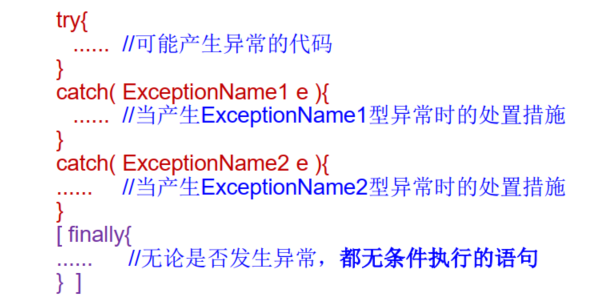 try{
...... //可能产生异常的代码
}
catch( ExceptionName1 e ){
...... //当产生ExceptionName1型异常时的处置措施
}
catch( ExceptionName2 e ){
...... //当产生ExceptionName2型异常时的处置措施
}
[ finally{
...... //无论是否发生异常，都无条件执行的语句
} ]